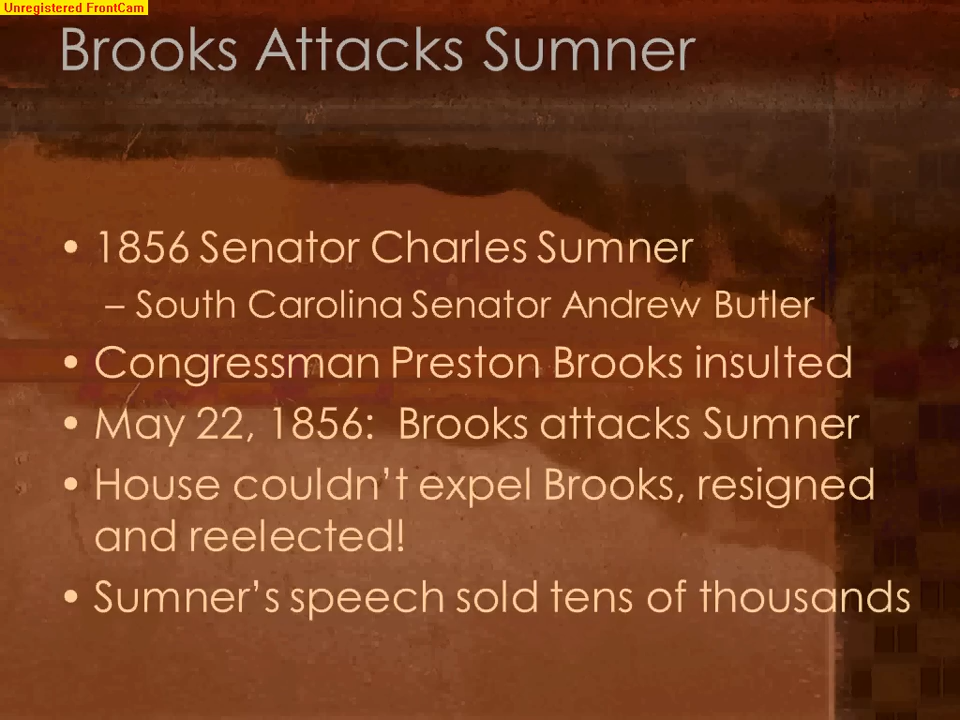 Unregistered FrontCam
Brooks Attacks Sumner
• 1856 Senator Charles Sumner
– South Carolina Senator Andrew Butler
• Congressman Preston Brooks insulted
• May 22, 1856:  Brooks attacks Sumner
• House couldn’t expel Brooks, resigned
and reelected!
• Sumner’s speech sold tens of thousands